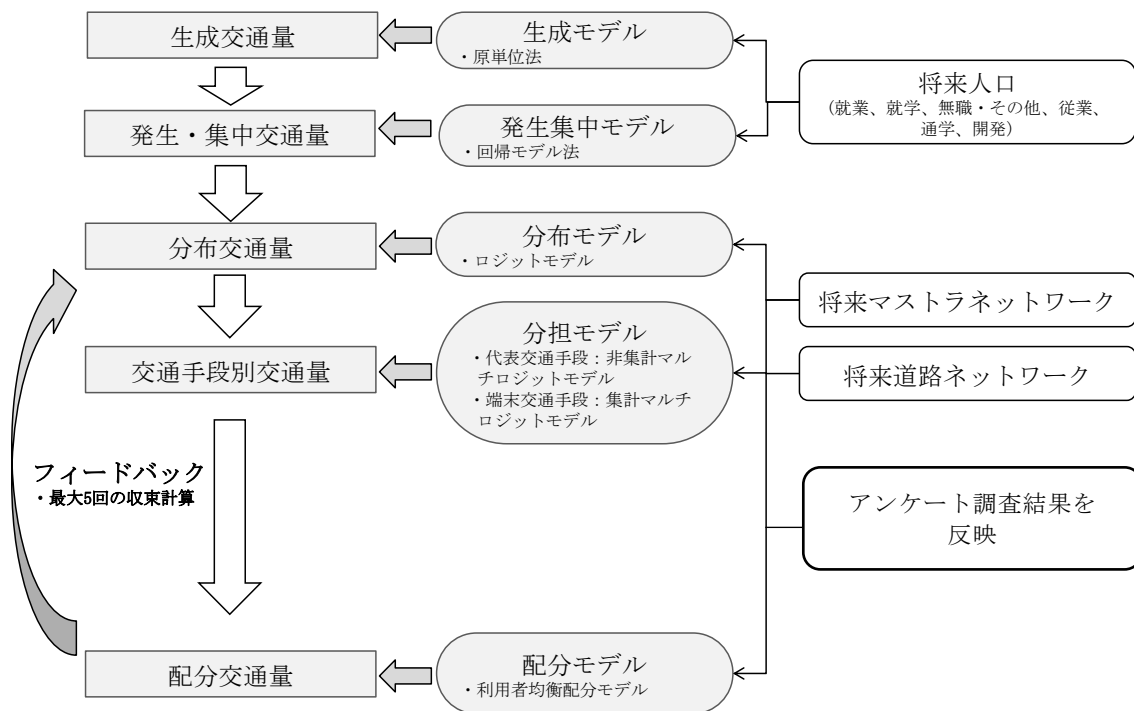 生成交通量
生成モデル
・原単位法
将来人口
(就業、就学、無職・その他、従業、
通学、開発)
発生・集中交通量
発生集中モデル
・回帰モデル法
分布交通量
分布モデル
・ロジットモデル
将来マストラネットワーク
交通手段別交通量
分担モデル
・代表交通手段：非集計マル
チロジットモデル
・端末交通手段：集計マルチ
ロジットモデル
将来道路ネットワーク
フィードバック
・最大5回の収束計算
アンケート調査結果を
反映
配分交通量
配分モデル
・利用者均衡配分モデル